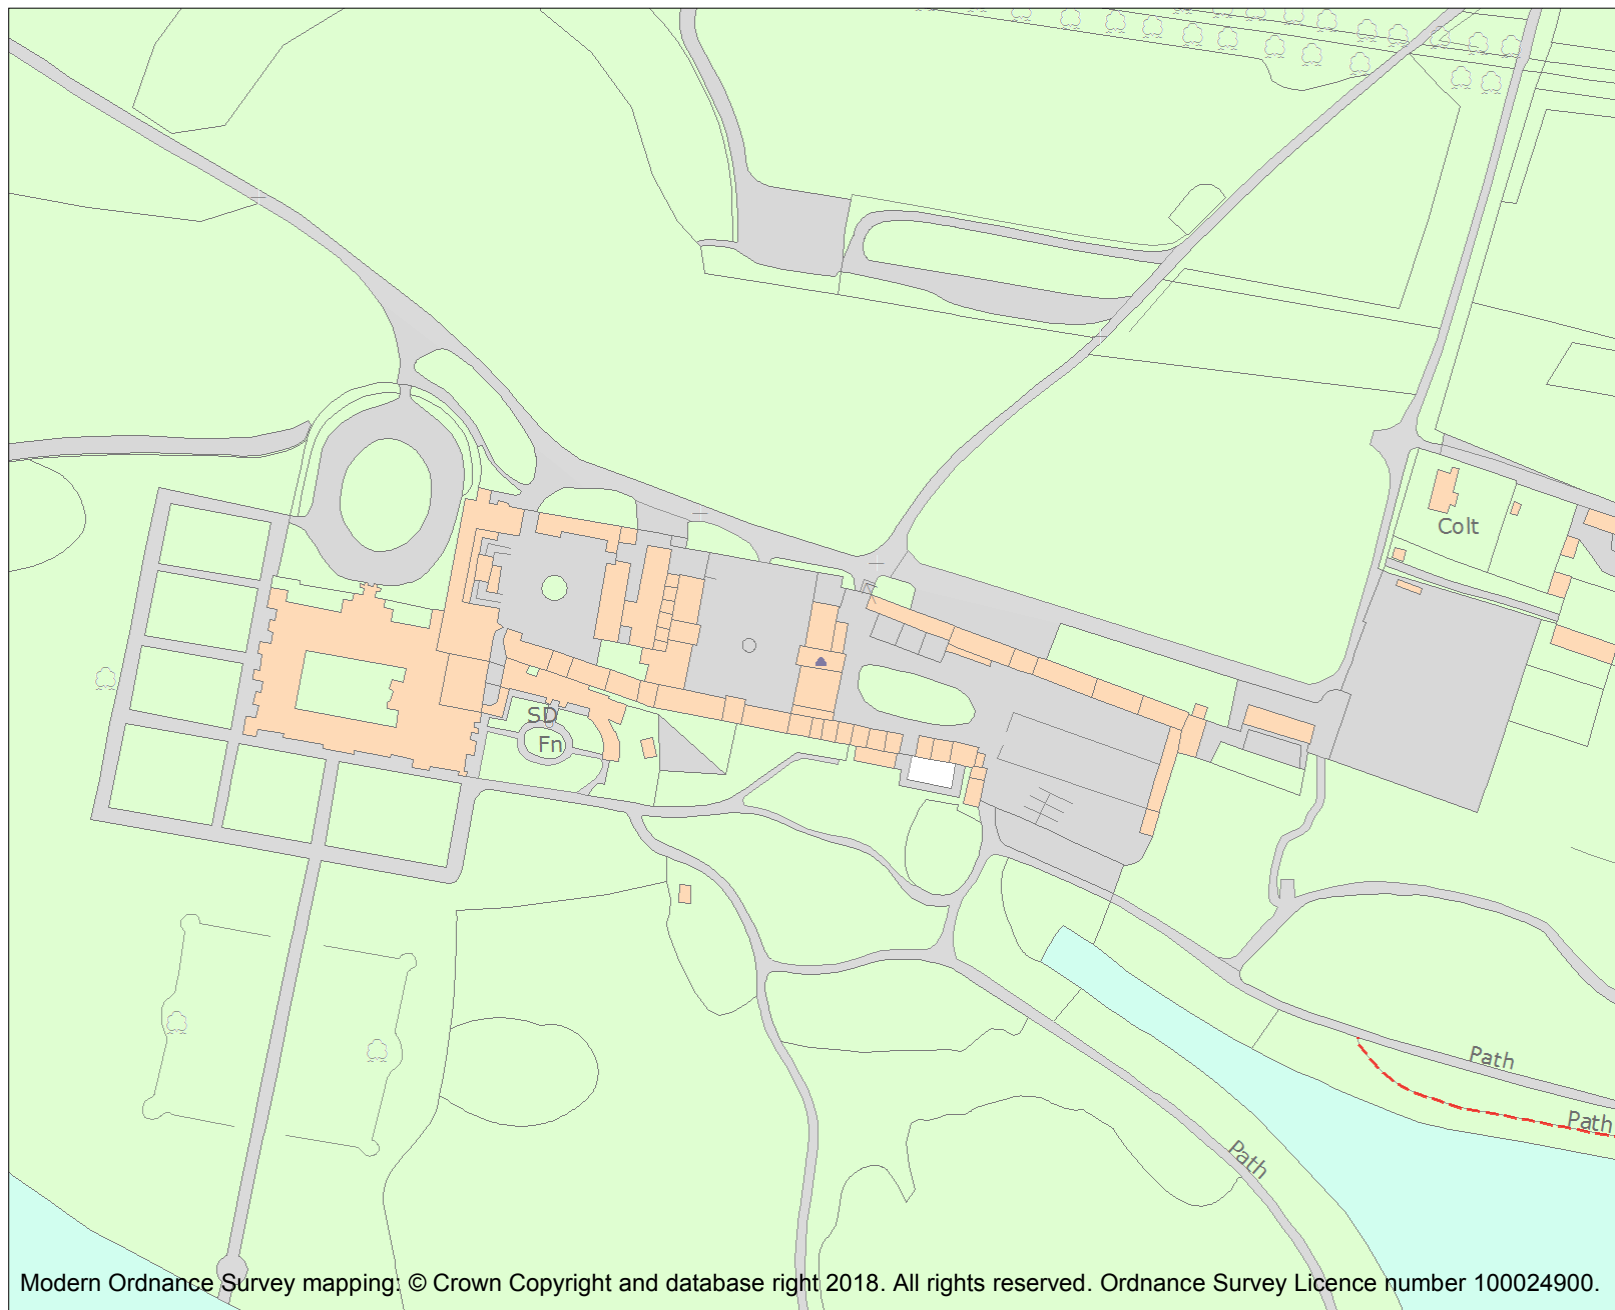 Colt
SD
Fn
Path
Path
Path
Modern Ordnance Survey mapping: © Crown Copyright and database right 2018. All rights reserved. Ordnance Survey Licence number 100024900.